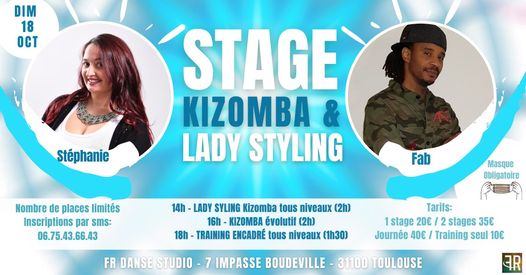 DIM
18
OCT
STAGE
KIZOMBA &
LADY STYLING
Stéphanie
Fab
Masque
Obligatoire
Nombre de places limités
Inscriptions par sms:
06.75.43.66.43
14h - LADY SYLING Kizomba tous niveaux (2h)
16h - KIZOMBA évolutif (2h)
18h - TRAINING ENCADRÉ tous niveaux (1h30)
Tarifs:
1 stage 20€ / 2 stages 35€
Journée 40€ / Training seul 10€
FR DANSE STUDIO - 7 IMPASSE BOUDEVILLE - 31100 TOULOUSE
FR